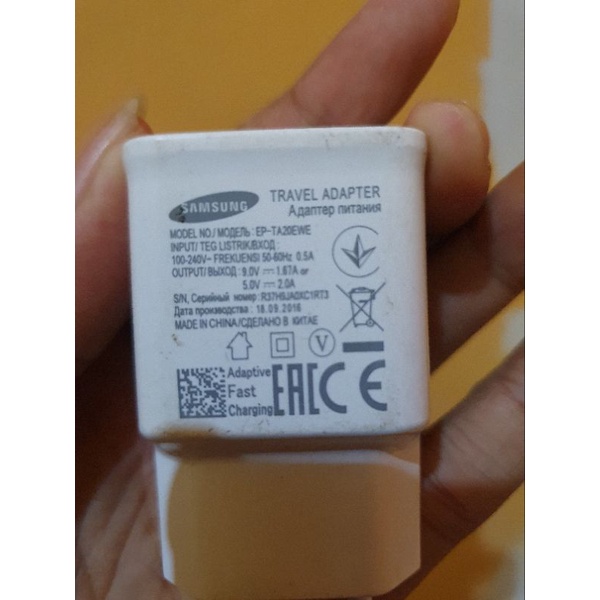 SAMSUNG
TRAVEL ADAPTER
Адаптер питания
MODEL NO./ МОДЕЛЬ: EP-TA20EWE
INPUT/ TEG LISTRIK/ВХОД :
100-240V~ FREKUENSI 50-60Hz 0.5A
OUTPUT/ВЫХОД : 9.0V ⎓ 1.67A or
5.0V ⎓ 2.0A
S/N, Серийный номер :
Дата производства : 18.09.2016
MADE IN CHINA/СДЕЛАНО В КИТАЕ
V
Adaptive
Fast
Charging
EAC CE